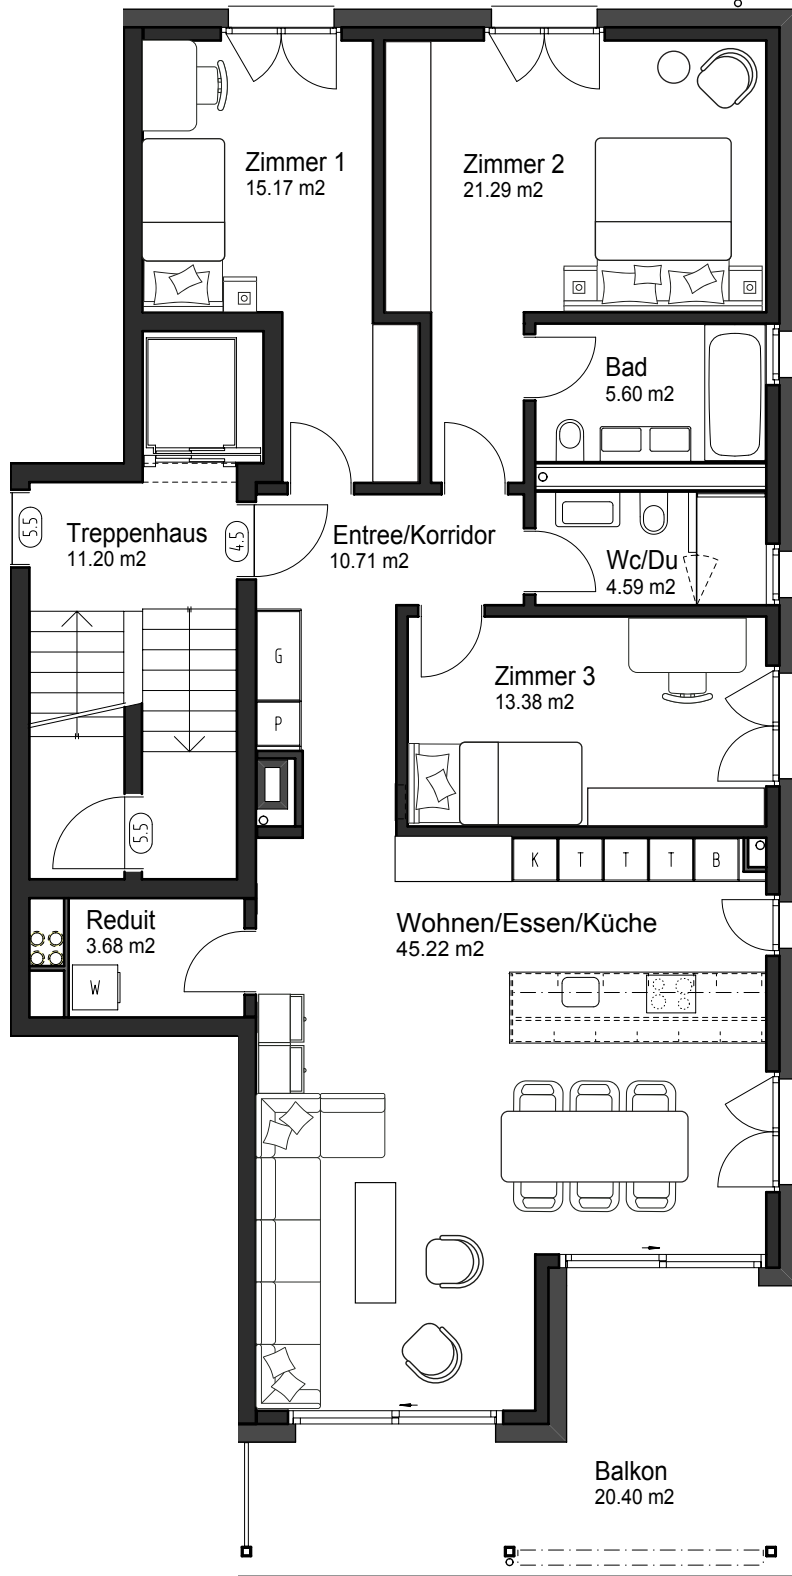 Zimmer 1
15.17 m2
Zimmer 2
21.29 m2
Bad
5.60 m2
5.5
Treppenhaus
11.20 m2
4.5
Entree/Korridor
10.71 m2
Wc/Du
4.59 m2
G
P
Zimmer 3
13.38 m2
5.5
K T T T B
Reduit
3.68 m2
W
Wohnen/Essen/Küche
45.22 m2
Balkon
20.40 m2